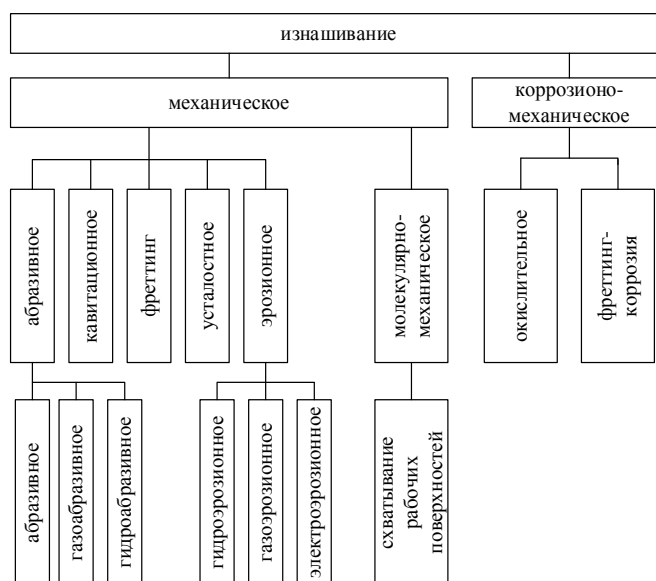 изнашивание
механическое
коррозионо-
механическое
абразивное
кавитационное
фреттинг
усталостное
эрозионное
молекулярно-
механическое
окислительное
фреттинг-
коррозия
абразивное
газоабразивное
гидроабразивное
гидроэрозионное
газоэрозионное
электроэрозионное
схватывание
рабочих
поверхностей